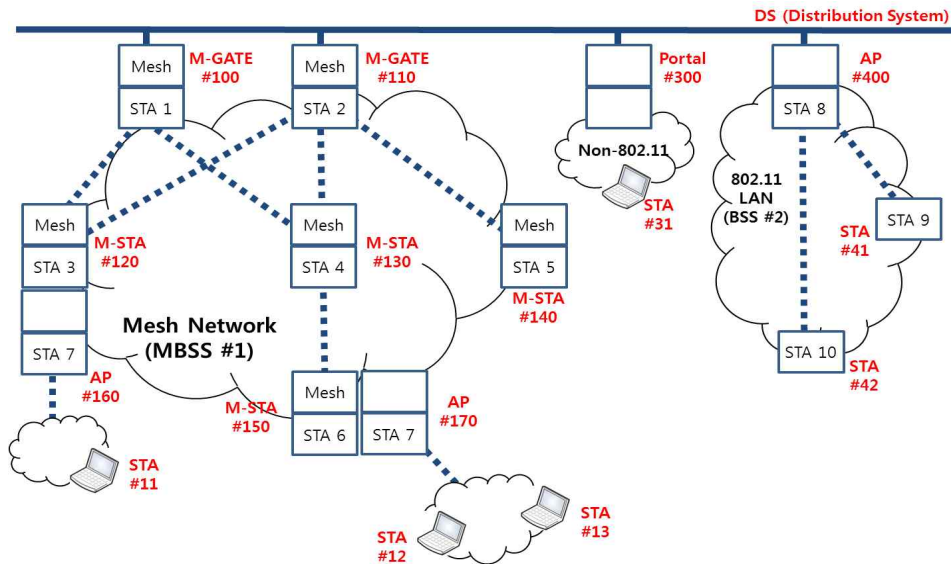 DS (Distribution System)
Mesh
STA 1
M-GATE
#100
Mesh
STA 2
M-GATE
#110
Portal
#300
Non-802.11
STA
#31
AP
#400
STA 8
802.11
LAN
(BSS #2)
STA 9
STA
#41
STA 10
STA
#42
Mesh
STA 3
M-STA
#120
Mesh
STA 4
M-STA
#130
Mesh
STA 5
M-STA
#140
Mesh Network
(MBSS #1)
STA 7
AP
#160
STA
#11
Mesh
STA 6
M-STA
#150
STA 7
AP
#170
STA
#12
STA
#13